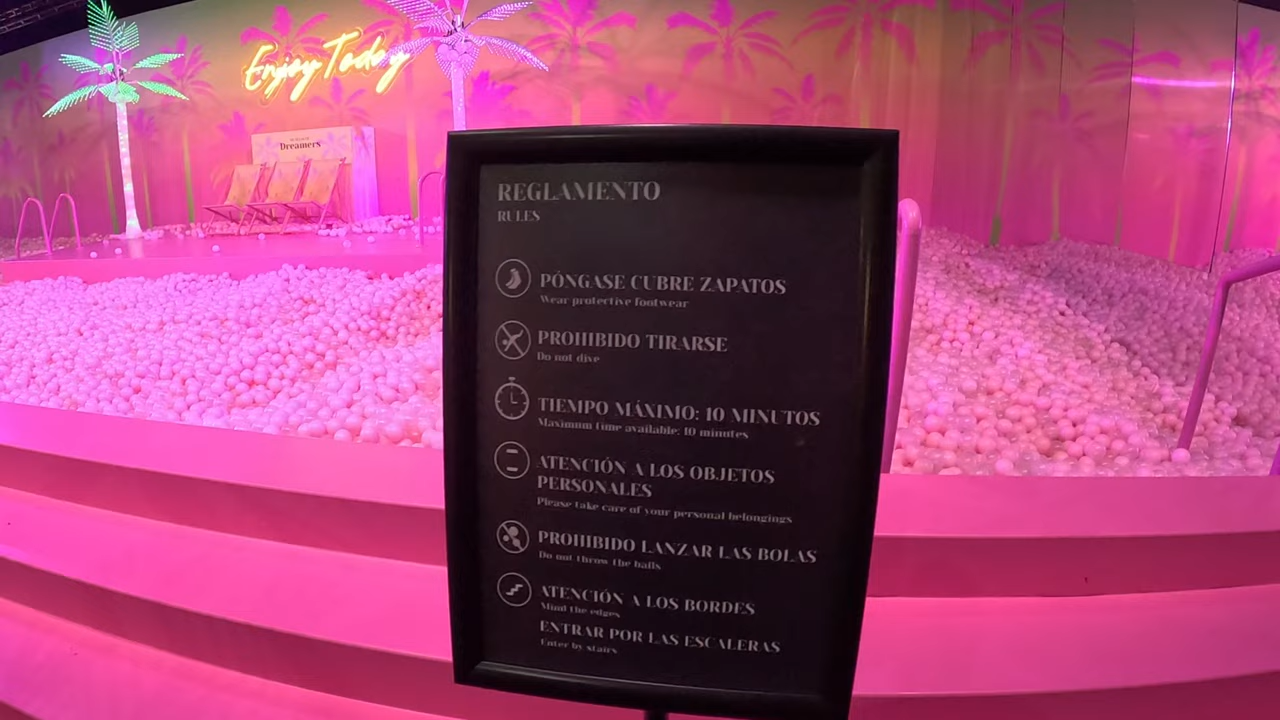 Enjoy Today
Dreamers
REGLAMENTO
RULES
PÓNGASE CUBRE ZAPATOS
Wear protective footwear
PROHIBIDO TIRARSE
Do not dive
TIEMPO MÁXIMO: 10 MINUTOS
Maximum time available: 10 minutes
ATENCIÓN A LOS OBJETOS
PERSONALES
Please take care of your personal belongings
PROHIBIDO LANZAR LAS BOLAS
Do not throw the balls
ATENCIÓN A LOS BORDES
Mind the edges
ENTRAR POR LAS ESCALERAS
Enter by stairs